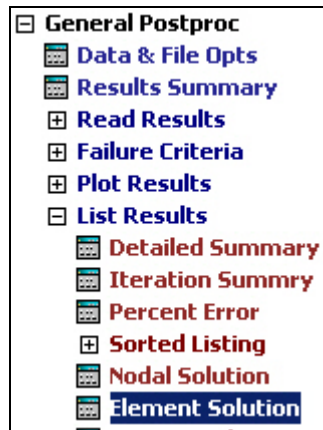 General Postproc
Data & File Opts
Results Summary
Read Results
Failure Criteria
Plot Results
List Results
Detailed Summary
Iteration Summry
Percent Error
Sorted Listing
Nodal Solution
Element Solution